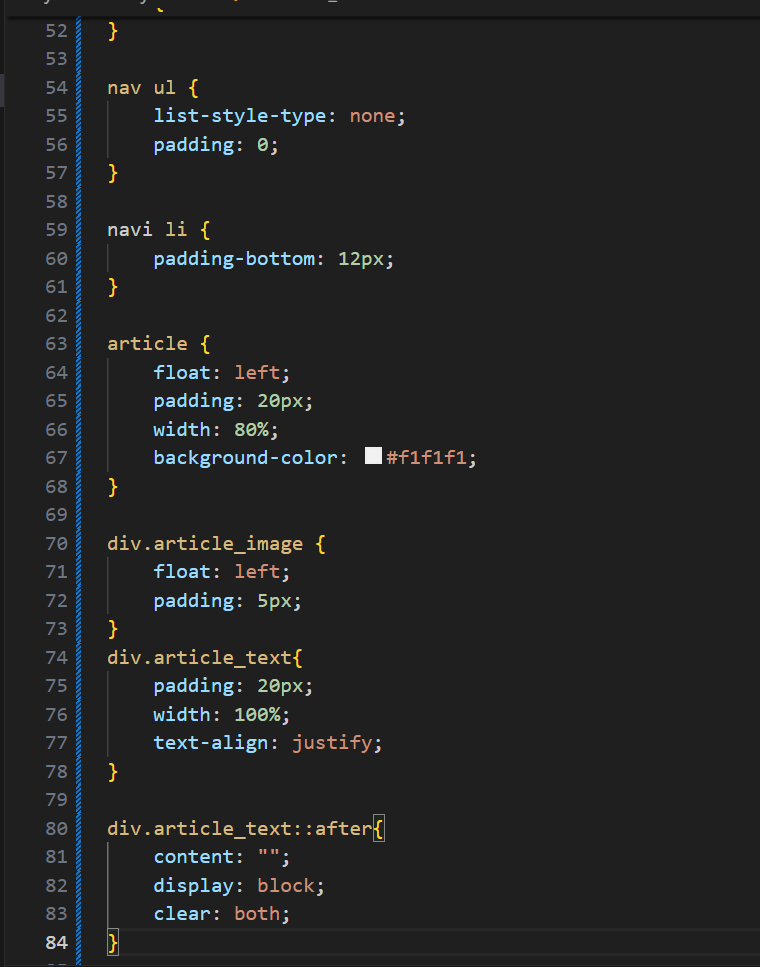 52 }
53
54 nav ul {
55 list-style-type: none;
56 padding: 0;
57 }
58
59 navi li {
60 padding-bottom: 12px;
61 }
62
63 article {
64 float: left;
65 padding: 20px;
66 width: 80%;
67 background-color: #f1f1f1;
68 }
69
70 div.article_image {
71 float: left;
72 padding: 5px;
73 }
74 div.article_text{
75 padding: 20px;
76 width: 100%;
77 text-align: justify;
78 }
79
80 div.article_text::after{
81 content: "";
82 display: block;
83 clear: both;
84 }